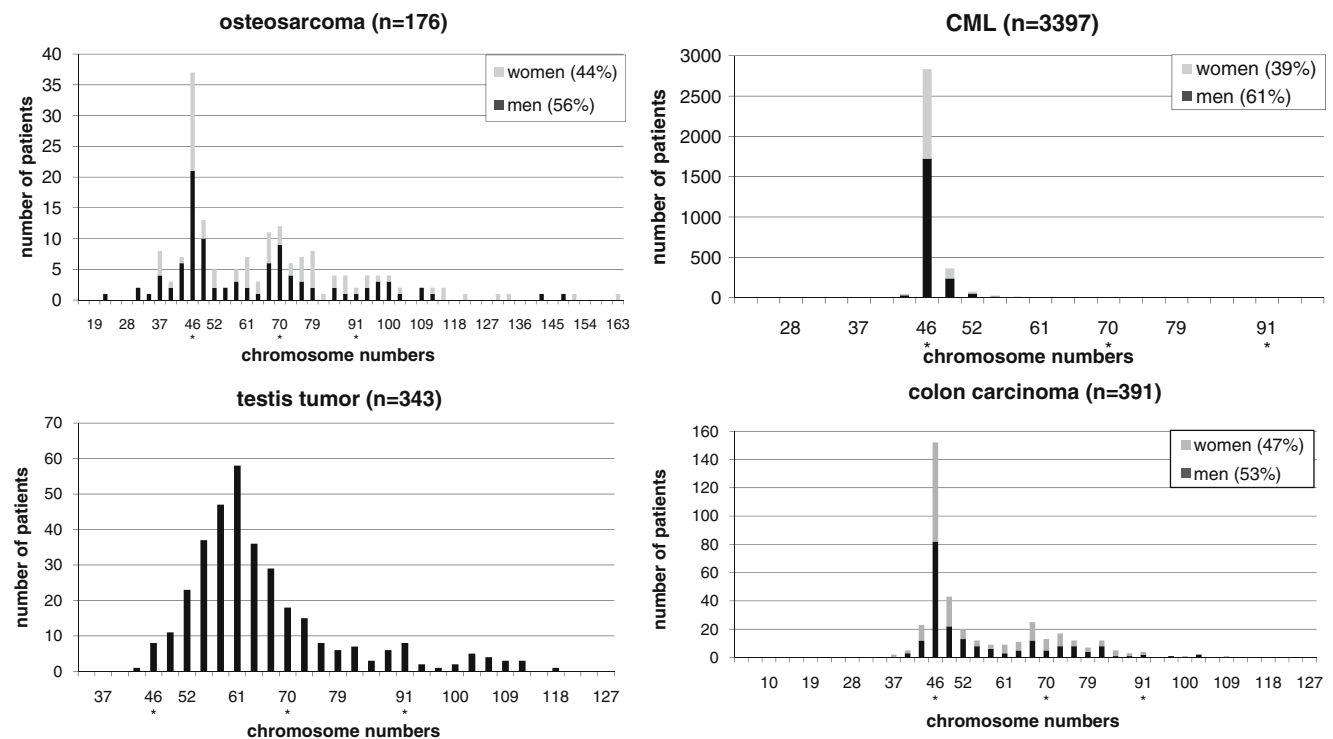 osteosarcoma (n=176)
number of patients
40
35
30
25
20
15
10
5
0
women (44%)
men (56%)
19 28 37 46 52 61 70 79 91 100 109 118 127 136 145 154 163
* * *
chromosome numbers
CML (n=3397)
number of patients
3000
2500
2000
1500
1000
500
0
women (39%)
men (61%)
28 37 46 52 61 70 79 91
* * *
chromosome numbers
testis tumor (n=343)
number of patients
70
60
50
40
30
20
10
0
37 46 52 61 70 79 91 100 109 118 127
* * *
chromosome numbers
colon carcinoma (n=391)
number of patients
160
140
120
100
80
60
40
20
0
women (47%)
men (53%)
10 19 28 37 46 52 61 70 79 91 100 109 118 127
* * *
chromosome numbers